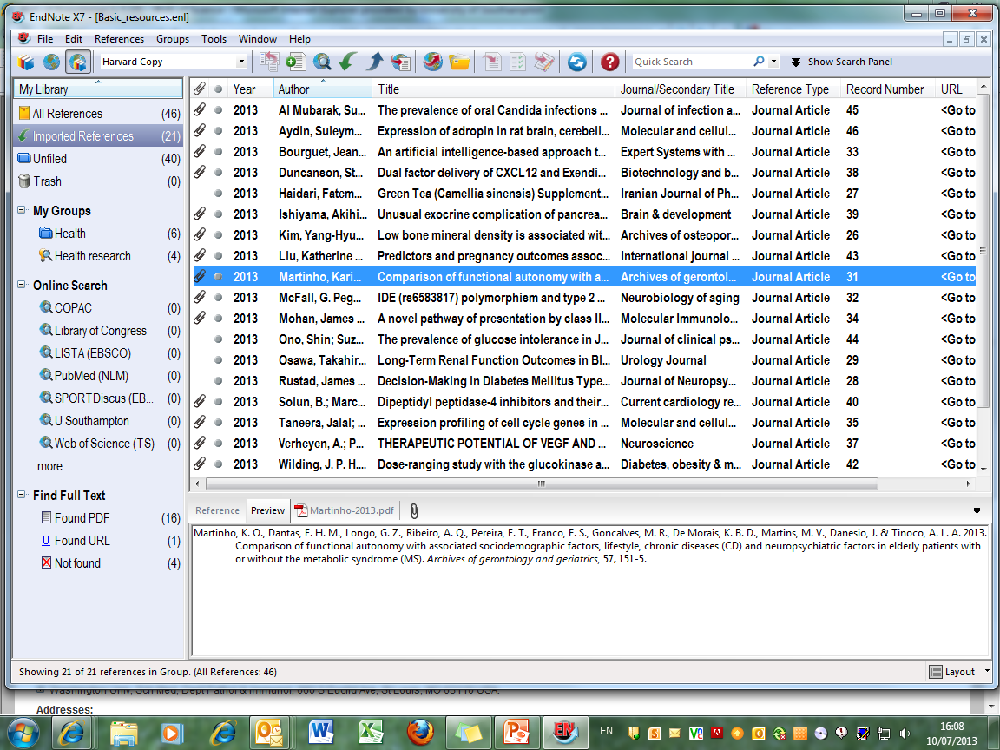 EndNote X7 - [Basic_resources.enl]
File Edit References Groups Tools Window Help
Harvard Copy Quick Search Show Search Panel
My Library
All References (46)
Imported References (21)
Unfiled (40)
Trash (0)
My Groups
Health (6)
Health research (4)
Online Search
COPAC (0)
Library of Congress (0)
LISTA (EBSCO) (0)
PubMed (NLM) (0)
SPORTDiscus (EB... (0)
U Southampton (0)
Web of Science (TS) (0)
more...
Find Full Text
Found PDF (16)
Found URL (1)
Not found (4)
Year Author Title Journal/Secondary Title Reference Type Record Number URL
2013 Al Mubarak, Su... The prevalence of oral Candida infections ... Journal of infection a... Journal Article 45 <Go to
2013 Aydin, Suleym... Expression of adropin in rat brain, cerebell... Molecular and cellul... Journal Article 46 <Go to
2013 Bourguet, Jean... An artificial intelligence-based approach t... Expert Systems with ... Journal Article 33 <Go to
2013 Duncanson, St... Dual factor delivery of CXCL12 and Exendi... Biotechnology and b... Journal Article 38 <Go to
2013 Haidari, Fatem... Green Tea (Camellia sinensis) Supplement... Iranian Journal of Ph... Journal Article 27 <Go to
2013 Ishiyama, Akihi... Unusual exocrine complication of pancrea... Brain & development Journal Article 39 <Go to
2013 Kim, Yang-Hyu... Low bone mineral density is associated wit... Archives of osteopor... Journal Article 26 <Go to
2013 Liu, Katherine ... Predictors and pregnancy outcomes assoc... International journal ... Journal Article 43 <Go to
2013 Martinho, Kari... Comparison of functional autonomy with a... Archives of gerontol... Journal Article 31 <Go to
2013 McFall, G. Peg... IDE (rs6583817) polymorphism and type 2 ... Neurobiology of aging Journal Article 32 <Go to
2013 Mohan, James ... A novel pathway of presentation by class II... Molecular Immunolo... Journal Article 34 <Go to
2013 Ono, Shin; Suz... The prevalence of glucose intolerance in J... Journal of clinical ps... Journal Article 44 <Go to
2013 Osawa, Takahir... Long-Term Renal Function Outcomes in Bl... Urology Journal Journal Article 29 <Go to
2013 Rustad, James ... Decision-Making in Diabetes Mellitus Type... Journal of Neuropsy... Journal Article 28 <Go to
2013 Solun, B.; Marc... Dipeptidyl peptidase-4 inhibitors and their... Current cardiology re... Journal Article 40 <Go to
2013 Taneera, Jalal; ... Expression profiling of cell cycle genes in ... Molecular and cellul... Journal Article 35 <Go to
2013 Verheyen, A.; P... THERAPEUTIC POTENTIAL OF VEGF AND ... Neuroscience Journal Article 37 <Go to
2013 Wilding, J. P. H.... Dose-ranging study with the glucokinase a... Diabetes, obesity & m... Journal Article 42 <Go to
Reference Preview Martinho-2013.pdf
Martinho, K. O., Dantas, E. H. M., Longo, G. Z., Ribeiro, A. Q., Pereira, E. T., Franco, F. S., Goncalves, M. R., De Morais, K. B. D., Martins, M. V., Danesio, J. & Tinoco, A. L. A. 2013.
Comparison of functional autonomy with associated sociodemographic factors, lifestyle, chronic diseases (CD) and neuropsychiatric factors in elderly patients with
or without the metabolic syndrome (MS). Archives of gerontology and geriatrics, 57, 151-5.
Showing 21 of 21 references in Group. (All References: 46) Layout
Addresses:
EN 16:08
10/07/2013